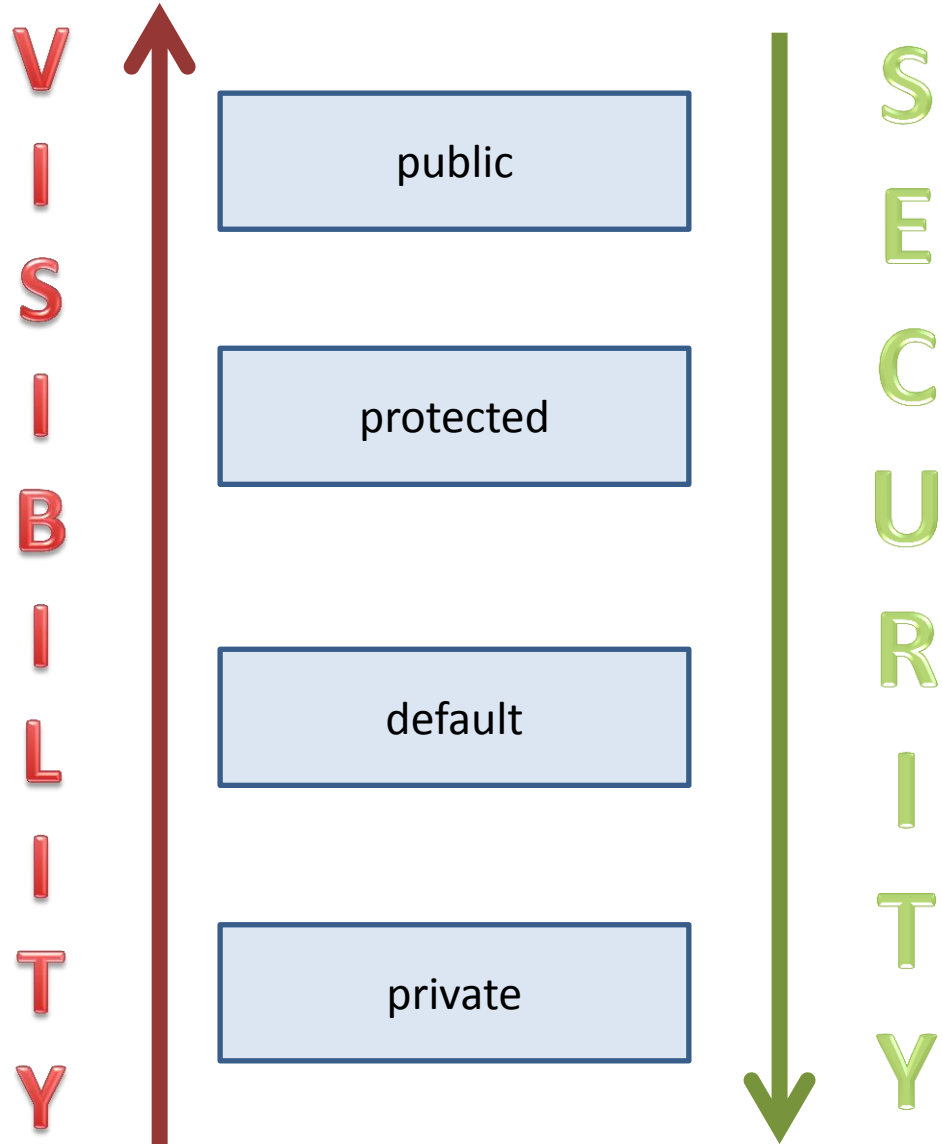 VISIBILITY
public
protected
default
private
SECURITY